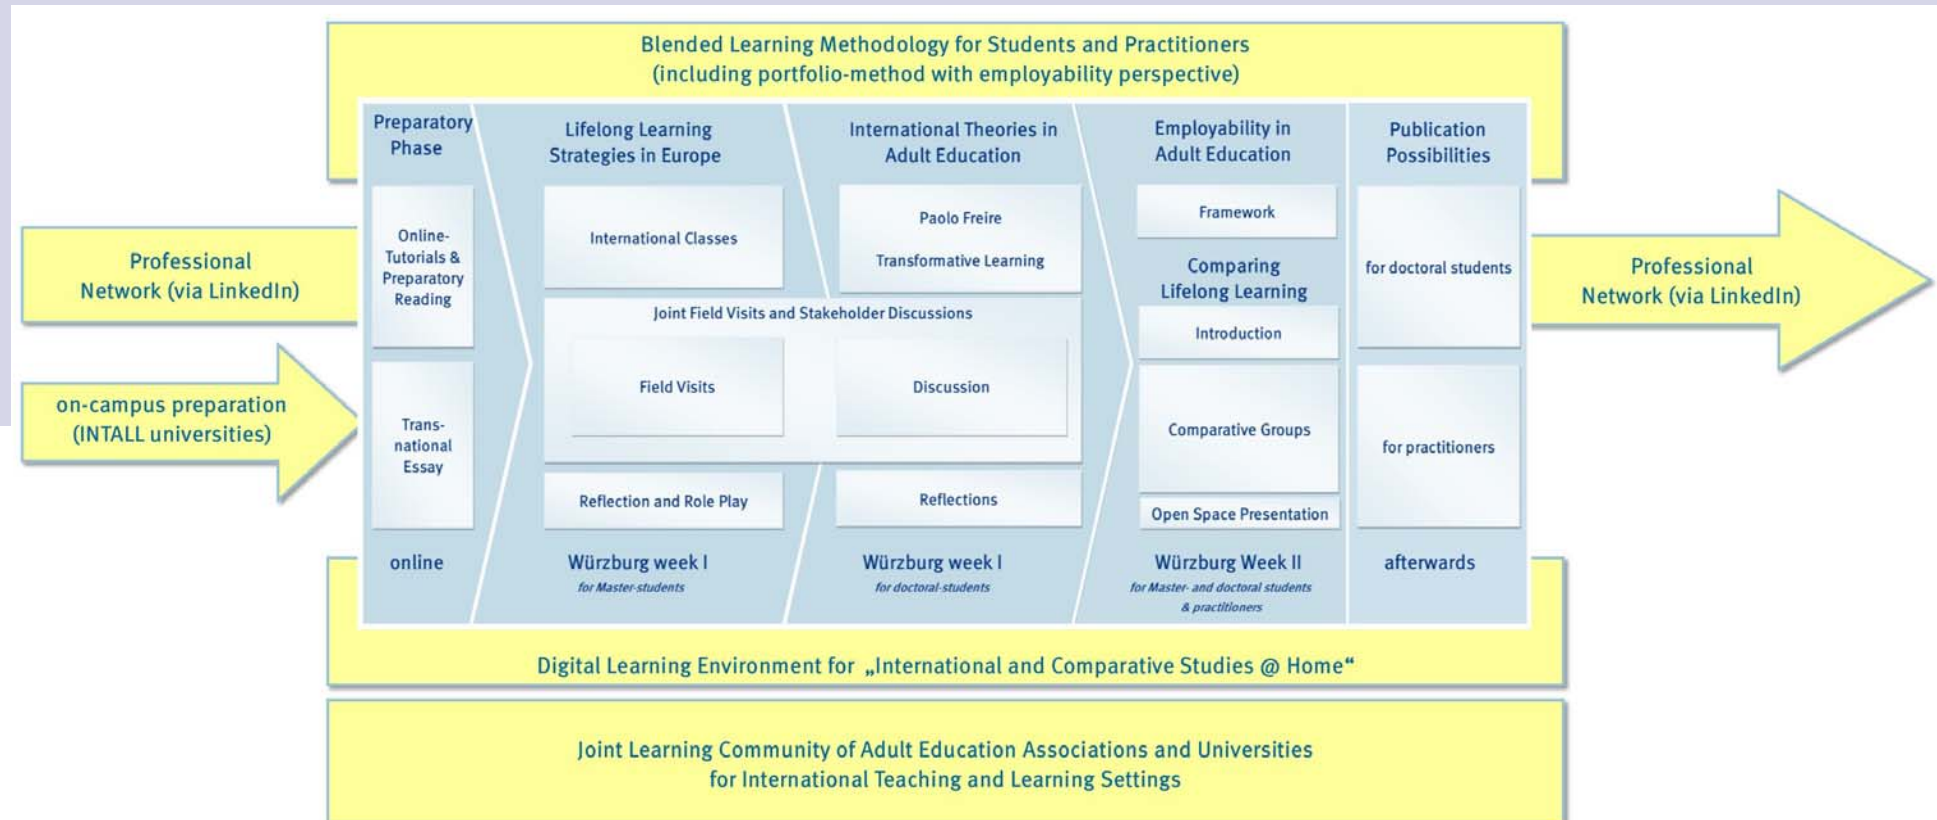 Blended Learning Methodology for Students and Practitioners
(including portfolio-method with employability perspective)
Professional
Network (via LinkedIn)
on-campus preparation
(INTALL universities)
Preparatory
Phase
Online-
Tutorials &
Preparatory
Reading
Trans-
national
Essay
online
Lifelong Learning
Strategies in Europe
International Classes
Joint Field Visits and Stakeholder Discussions
Field Visits
Discussion
Reflection and Role Play
Würzburg week I
for Master-students
International Theories in
Adult Education
Paolo Freire
Transformative Learning
Reflections
Würzburg week I
for doctoral-students
Employability in
Adult Education
Framework
Comparing
Lifelong Learning
Introduction
Comparative Groups
Open Space Presentation
Würzburg Week II
for Master- and doctoral students
& practitioners
Publication
Possibilities
for doctoral students
for practitioners
afterwards
Professional
Network (via LinkedIn)
Digital Learning Environment for „International and Comparative Studies @ Home“
Joint Learning Community of Adult Education Associations and Universities
for International Teaching and Learning Settings